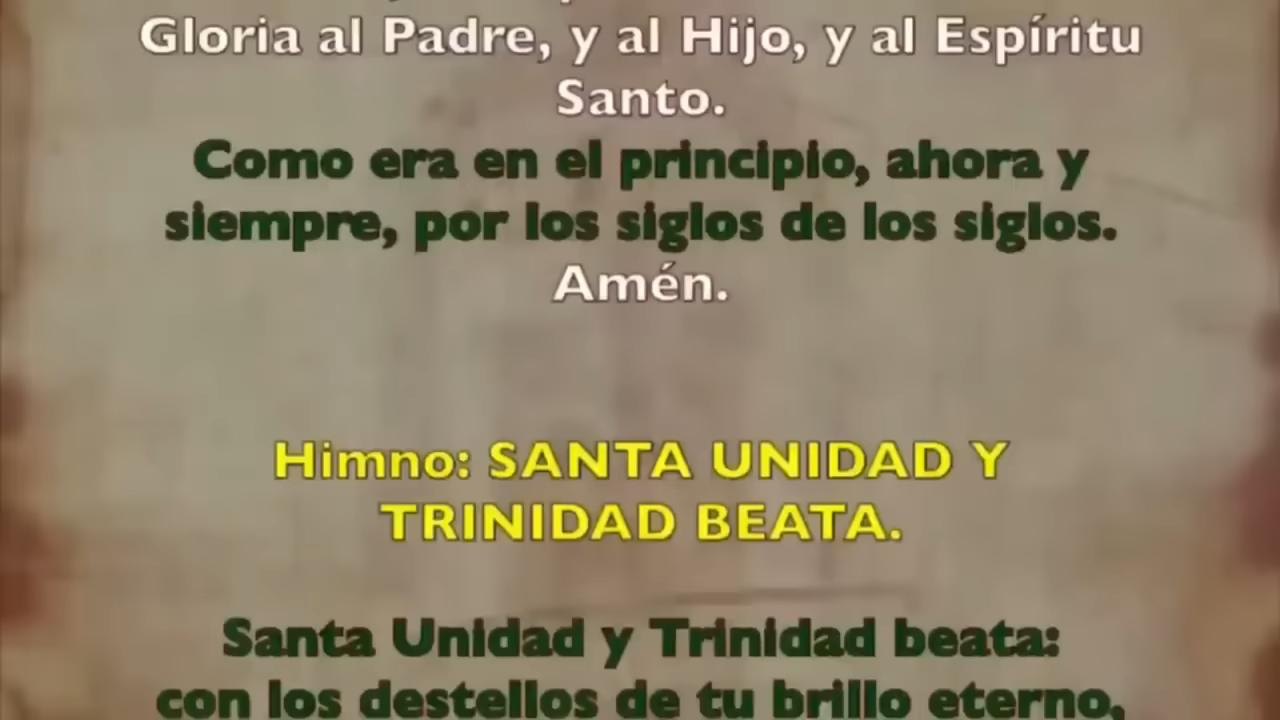 Gloria al Padre, y al Hijo, y al Espíritu
Santo.
Como era en el principio, ahora y
siempre, por los siglos de los siglos.
Amén.
Himno: SANTA UNIDAD Y
TRINIDAD BEATA.
Santa Unidad y Trinidad beata:
con los destellos de tu brillo eterno,